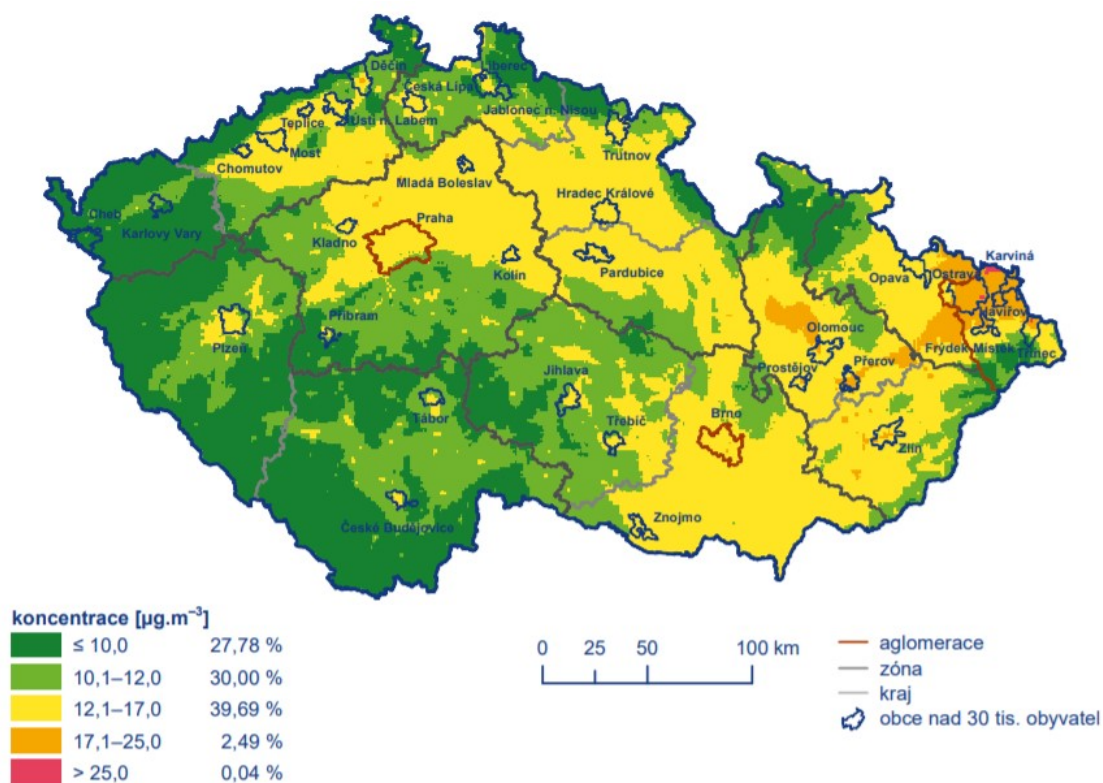 Děčín
Liberec
Česká Lípa
Jablonec n. Nisou
Teplice
Ústí n. Labem
Most
Chomutov
Trutnov
Mladá Boleslav
Hradec Králové
Cheb
Karlovy Vary
Praha
Kladno
Kolín
Pardubice
Karviná
Opava
Ostrava
Havířov
Plzeň
Příbram
Olomouc
Frýdek Místek
Třinec
Jihlava
Prostějov
Přerov
Tábor
Třebíč
Brno
Zlín
České Budějovice
Znojmo
koncentrace [µg.m⁻³]
≤ 10,0 27,78 %
10,1–12,0 30,00 %
12,1–17,0 39,69 %
17,1–25,0 2,49 %
> 25,0 0,04 %
0 25 50 100 km
aglomerace
zóna
kraj
obce nad 30 tis. obyvatel